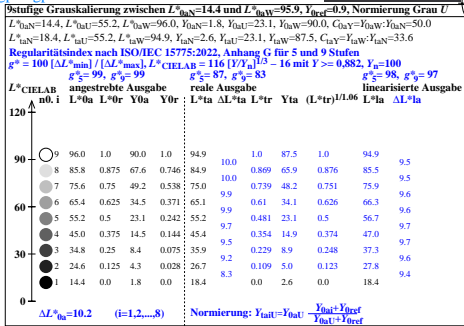 9stufige Grauskalierung zwischen L*0aN=14.4 und L*0aW=95.9, Y0ref=0.9, Normierung Grau U
L*0aN=14.4, L*0aU=55.2, L*0aW=96.0, Y0aN=1.8, Y0aU=23.1, Y0aW=90.0, C0aY=Y0aW:Y0aN=50.0
L*taN=18.4, L*taU=55.2, L*taW=94.9, YtaN=2.6, YtaU=23.1, YtaW=87.5, CtaY=YtaW:YtaN=33.6
Regularitätsindex nach ISO/IEC 15775:2022, Anhang G für 5 und 9 Stufen
g* = 100 [ΔL*min] / [ΔL*max], L*CIELAB = 116 [Y/Yn]1/3 − 16 mit Y >= 0,882, Yn=100
g*5= 99, g*9= 99 g*5= 87, g*9= 83 g*5= 98, g*9= 97
L*CIELAB angestrebte Ausgabe reale Ausgabe linearisierte Ausgabe
n0. i L*0a L*0r Y0a Y0r L*ta ΔL*ta L*tr Yta (L*tr)1/1.06 L*la ΔL*la
120
9 96.0 1.0 90.0 1.0 94.9 1.0 87.5 1.0 94.9
10.0 9.5
90
8 85.8 0.875 67.6 0.746 84.9 0.869 65.9 0.876 85.5
10.0 9.5
7 75.6 0.75 49.2 0.538 75.0 0.739 48.2 0.751 75.9
9.9 9.6
6 65.4 0.625 34.5 0.371 65.1 0.61 34.1 0.626 66.3
60
9.9 9.6
5 55.2 0.5 23.1 0.242 55.2 0.481 23.1 0.5 56.7
9.7 9.7
4 45.0 0.375 14.5 0.144 45.4 0.354 14.9 0.374 47.0
9.5 9.7
3 34.8 0.25 8.4 0.075 35.9 0.229 8.9 0.248 37.3
30
9.2 9.6
2 24.6 0.125 4.3 0.028 26.7 0.109 5.0 0.123 27.8
8.3 9.4
1 14.4 0.0 1.8 0.0 18.4 0.0 2.6 0.0 18.4
0
ΔL*0a=10.2 (i=1,2,...,8) Normierung: YtaiU=Y0aU Y0ai+Y0ref
Y0aU+Y0ref